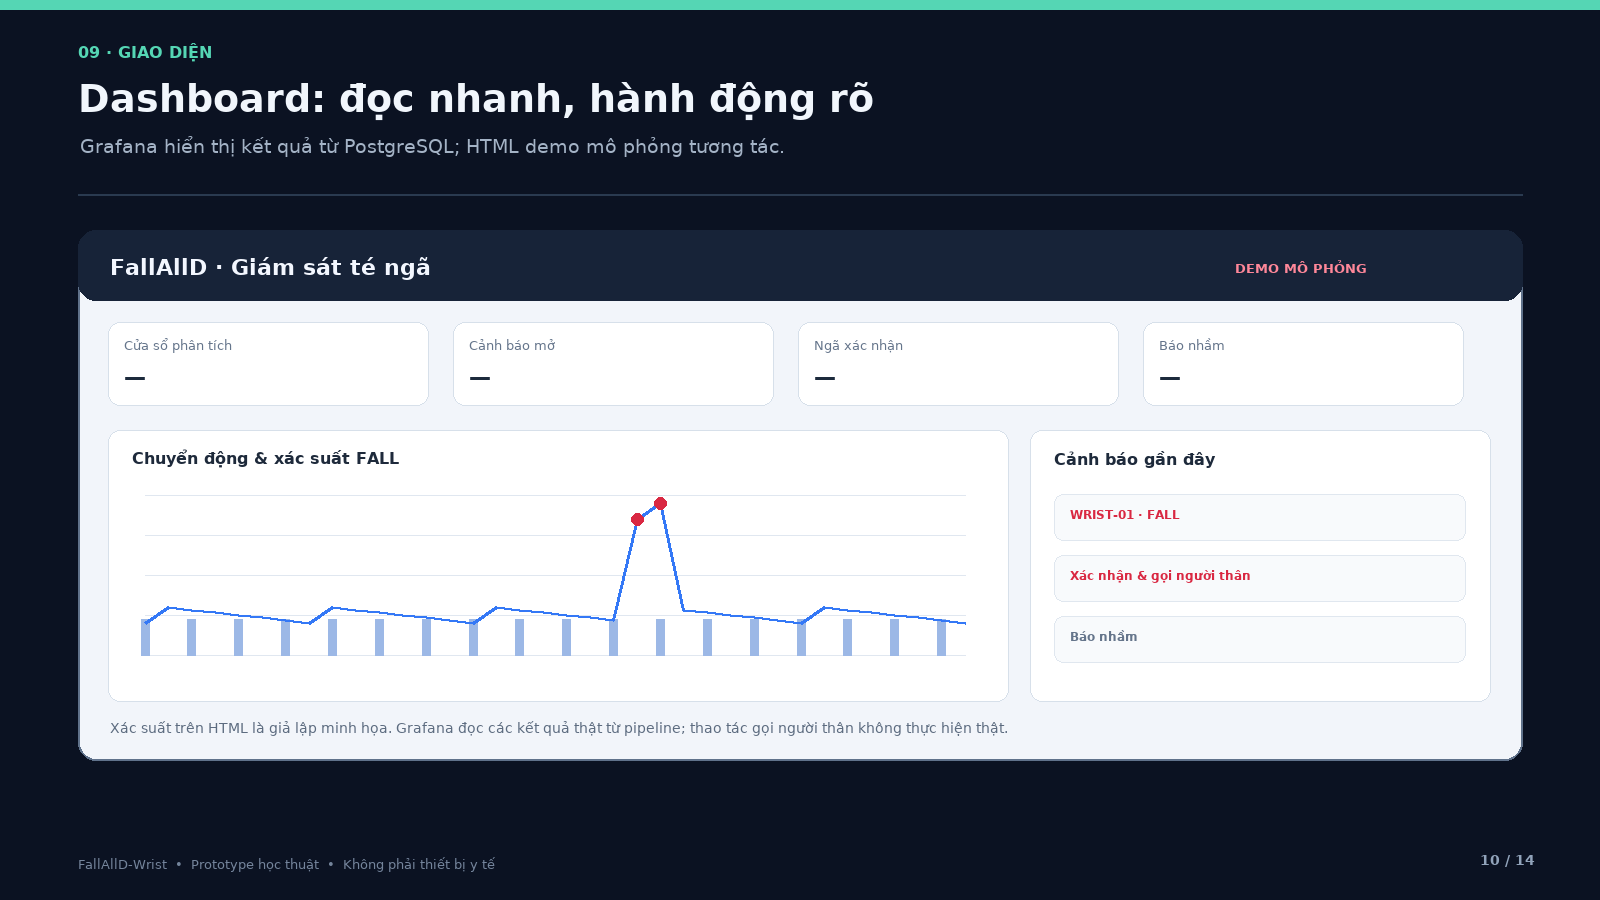 09 · GIAO DIỆN
Dashboard: đọc nhanh, hành động rõ
Grafana hiển thị kết quả từ PostgreSQL; HTML demo mô phỏng tương tác.
FallAllD · Giám sát té ngã
DEMO MÔ PHỎNG
Cửa sổ phân tích
—
Cảnh báo mở
—
Ngã xác nhận
—
Báo nhầm
—
Chuyển động & xác suất FALL
Cảnh báo gần đây
WRIST-01 · FALL
Xác nhận & gọi người thân
Báo nhầm
Xác suất trên HTML là giả lập minh họa. Grafana đọc các kết quả thật từ pipeline; thao tác gọi người thân không thực hiện thật.
FallAllD-Wrist • Prototype học thuật • Không phải thiết bị y tế
10 / 14